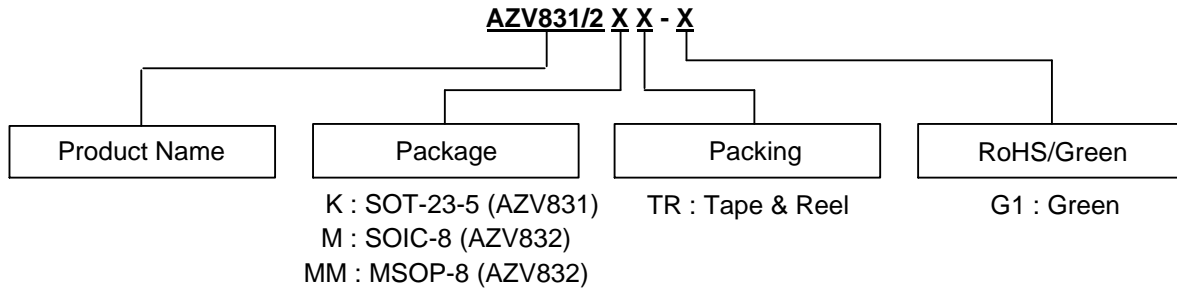 AZV831/2 X X - X
Product Name
Package
Packing
RoHS/Green
K : SOT-23-5 (AZV831)
M : SOIC-8 (AZV832)
MM : MSOP-8 (AZV832)
TR : Tape & Reel
G1 : Green